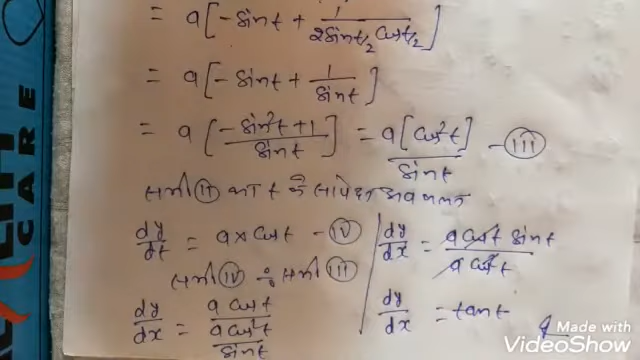 = a[-sint + 1/(2sint/2 cost/2)]
= a[-sint + 1/sint]
= a[(-sin²t+1)/sint] = a[cos²t]/sint - (III)
समी (II) का t के सापेक्ष अवकलन
dy/dt = a×cost - (IV)
समी (IV) ÷ समी (III)
dy/dx = (a cost)/(a cos²t/sint)
dy/dx = (a cost sint)/(a cos²t)
dy/dx = tant
CARE
Made with
VideoShow